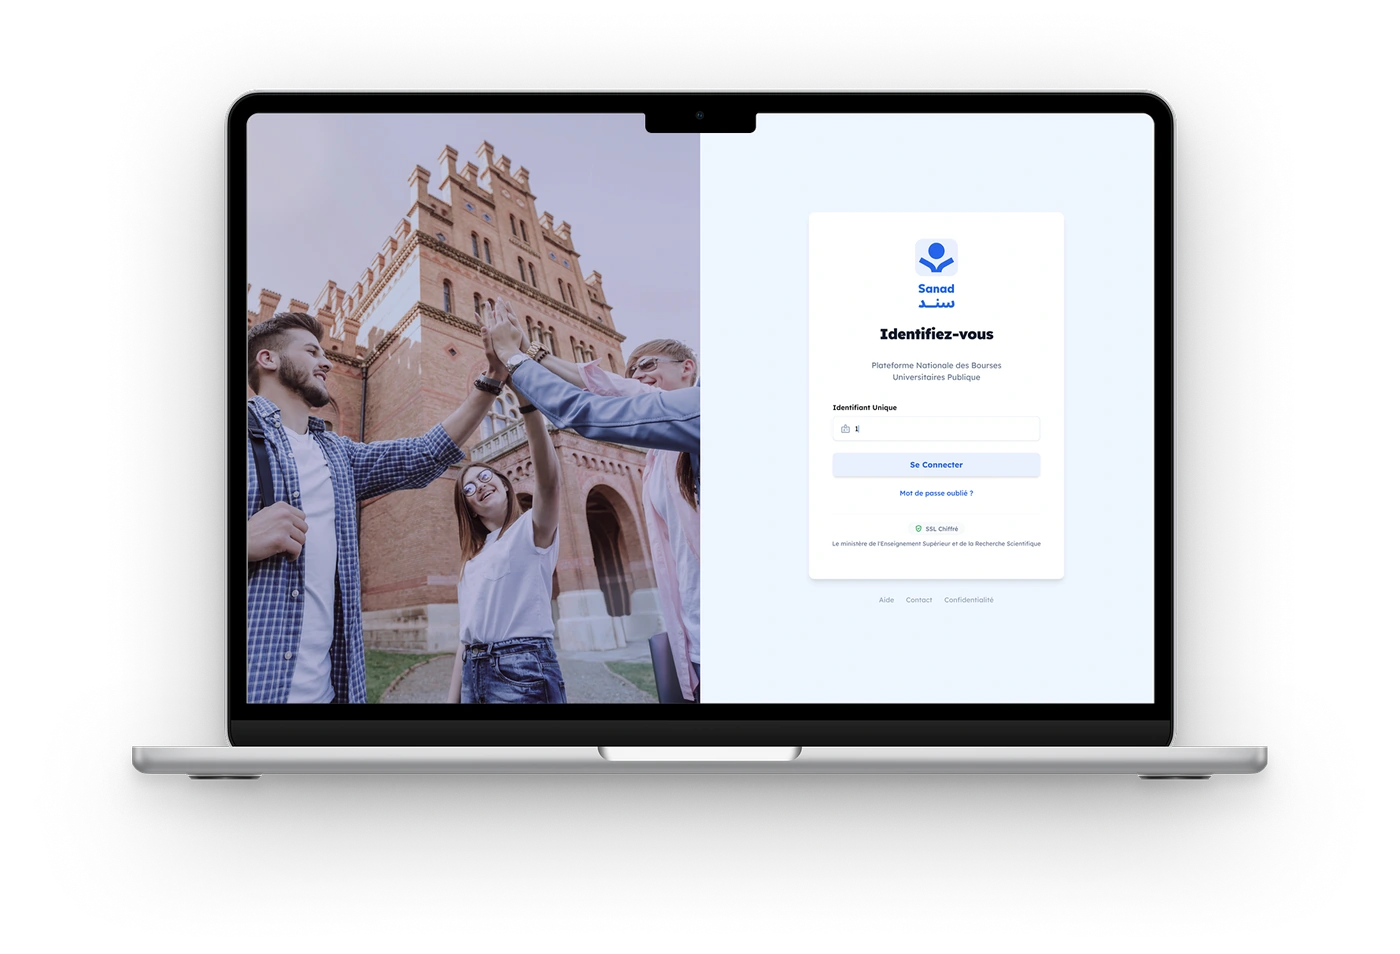 Sanad
سند
Identifiez-vous
Plateforme Nationale des Bourses
Universitaires Publique
Identifiant Unique
1
Se Connecter
Mot de passe oublié ?
SSL Chiffré
Le ministère de l'Enseignement Supérieur et de la Recherche Scientifique
Aide Contact Confidentialité